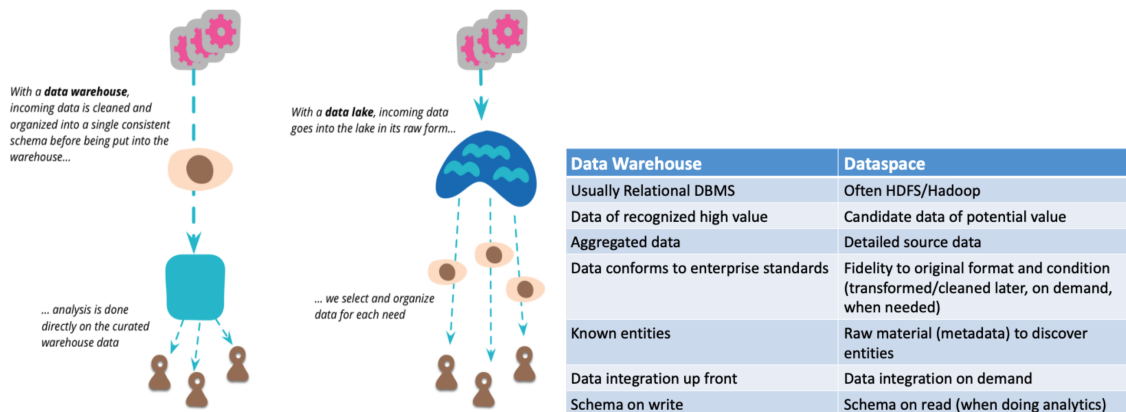 With a data warehouse,
incoming data is cleaned and
organized into a single consistent
schema before being put into the
warehouse...
... analysis is done
directly on the curated
warehouse data
With a data lake, incoming data
goes into the lake in its raw form...
... we select and organize
data for each need
Data Warehouse
Dataspace
Usually Relational DBMS
Often HDFS/Hadoop
Data of recognized high value
Candidate data of potential value
Aggregated data
Detailed source data
Data conforms to enterprise standards
Fidelity to original format and condition
(transformed/cleaned later, on demand,
when needed)
Known entities
Raw material (metadata) to discover
entities
Data integration up front
Data integration on demand
Schema on write
Schema on read (when doing analytics)